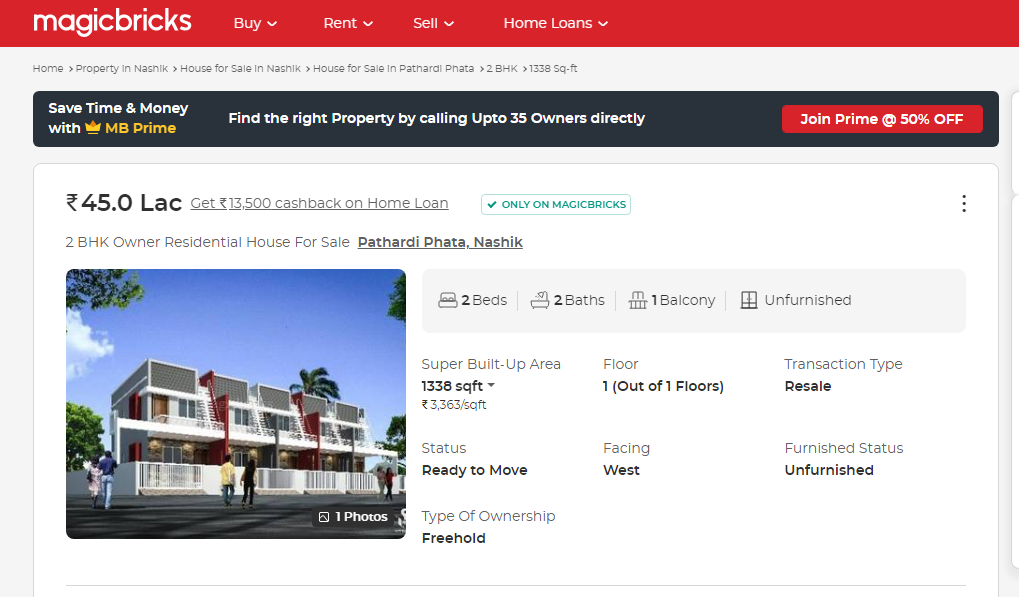 magicbricks
Buy Rent Sell Home Loans
Home > Property in Nashik > House for Sale in Nashik > House for Sale in Pathardi Phata > 2 BHK > 1338 Sq-ft
Save Time & Money
with MB Prime
Find the right Property by calling Upto 35 Owners directly
Join Prime @ 50% OFF
₹45.0 Lac Get ₹13,500 cashback on Home Loan
ONLY ON MAGICBRICKS
2 BHK Owner Residential House For Sale Pathardi Phata, Nashik
2 Beds 2 Baths 1 Balcony Unfurnished
Super Built-Up Area Floor Transaction Type
1338 sqft 1 (Out of 1 Floors) Resale
₹3,363/sqft
Status Facing Furnished Status
Ready to Move West Unfurnished
1 Photos
Type Of Ownership
Freehold